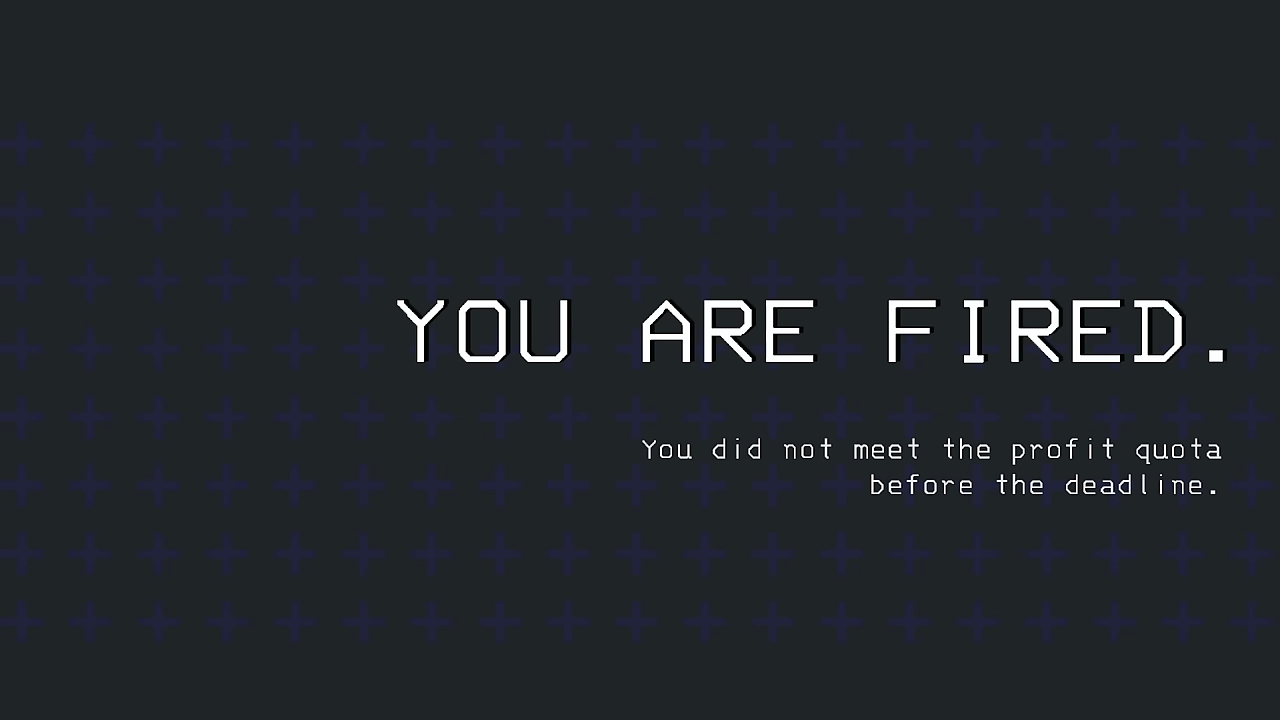 YOU ARE FIRED.
You did not meet the profit quota
before the deadline.